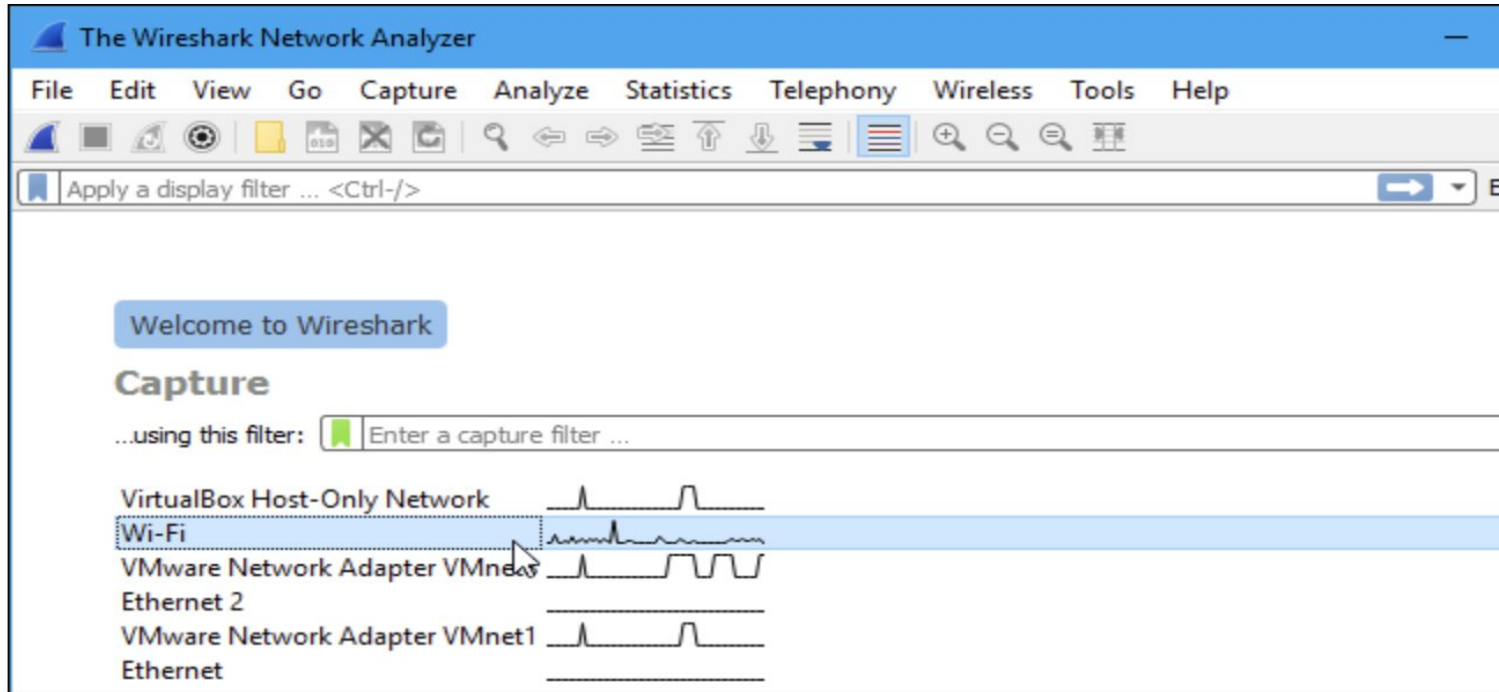 The Wireshark Network Analyzer
File Edit View Go Capture Analyze Statistics Telephony Wireless Tools Help
Apply a display filter ... <Ctrl-/>
Welcome to Wireshark
Capture
...using this filter: Enter a capture filter ...
VirtualBox Host-Only Network
Wi-Fi
VMware Network Adapter
Ethernet 2
VMware Network Adapter VMnet1
Ethernet